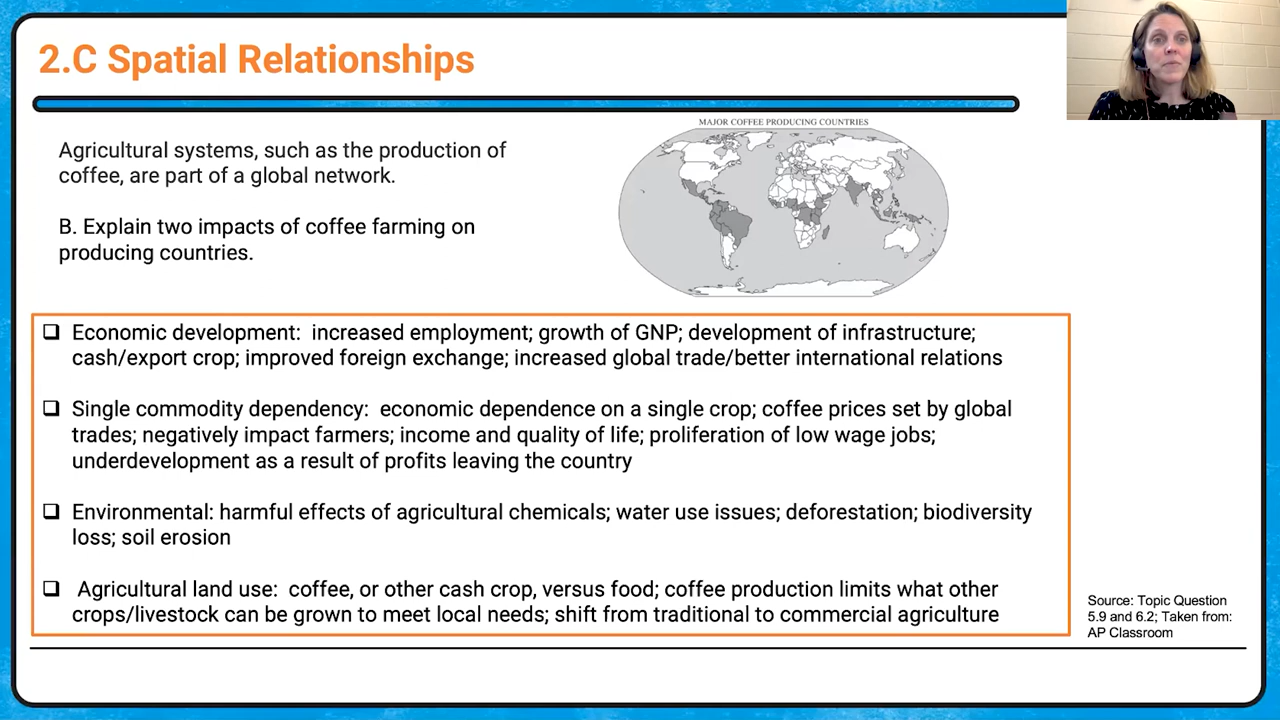 2.C Spatial Relationships
Agricultural systems, such as the production of
coffee, are part of a global network.
B. Explain two impacts of coffee farming on
producing countries.
MAJOR COFFEE PRODUCING COUNTRIES
Economic development: increased employment; growth of GNP; development of infrastructure;
cash/export crop; improved foreign exchange; increased global trade/better international relations
Single commodity dependency: economic dependence on a single crop; coffee prices set by global
trades; negatively impact farmers; income and quality of life; proliferation of low wage jobs;
underdevelopment as a result of profits leaving the country
Environmental: harmful effects of agricultural chemicals; water use issues; deforestation; biodiversity
loss; soil erosion
Agricultural land use: coffee, or other cash crop, versus food; coffee production limits what other
crops/livestock can be grown to meet local needs; shift from traditional to commercial agriculture
Source: Topic Question
5.9 and 6.2; Taken from:
AP Classroom